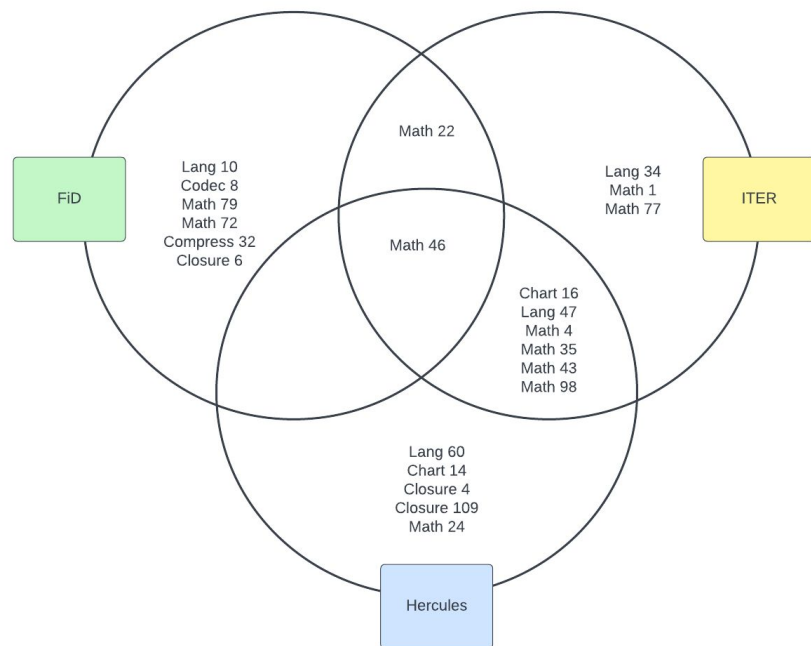 Math 22
FiD
Lang 10
Codec 8
Math 79
Math 72
Compress 32
Closure 6
Lang 34
Math 1
Math 77
ITER
Math 46
Chart 16
Lang 47
Math 4
Math 35
Math 43
Math 98
Lang 60
Chart 14
Closure 4
Closure 109
Math 24
Hercules